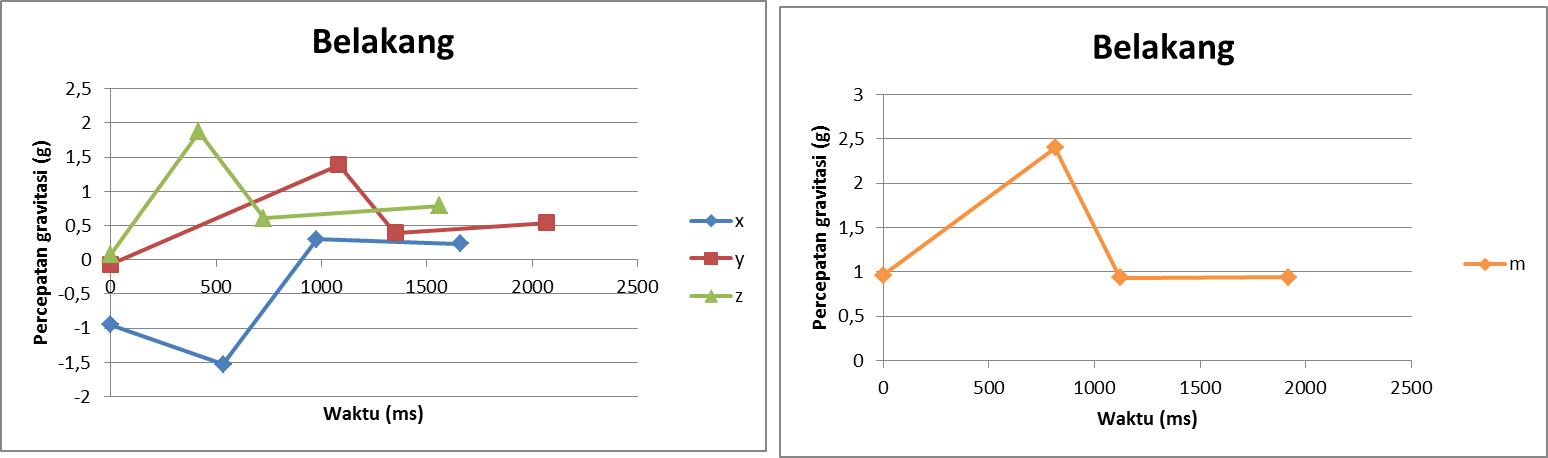 Belakang
Percepatan gravitasi (g)
2,5
2
1,5
1
0,5
0
-0,5
-1
-1,5
-2
0 500 1000 1500 2000 2500
Waktu (ms)
x
y
z
Belakang
Percepatan gravitasi (g)
3
2,5
2
1,5
1
0,5
0
0 500 1000 1500 2000 2500
Waktu (ms)
m